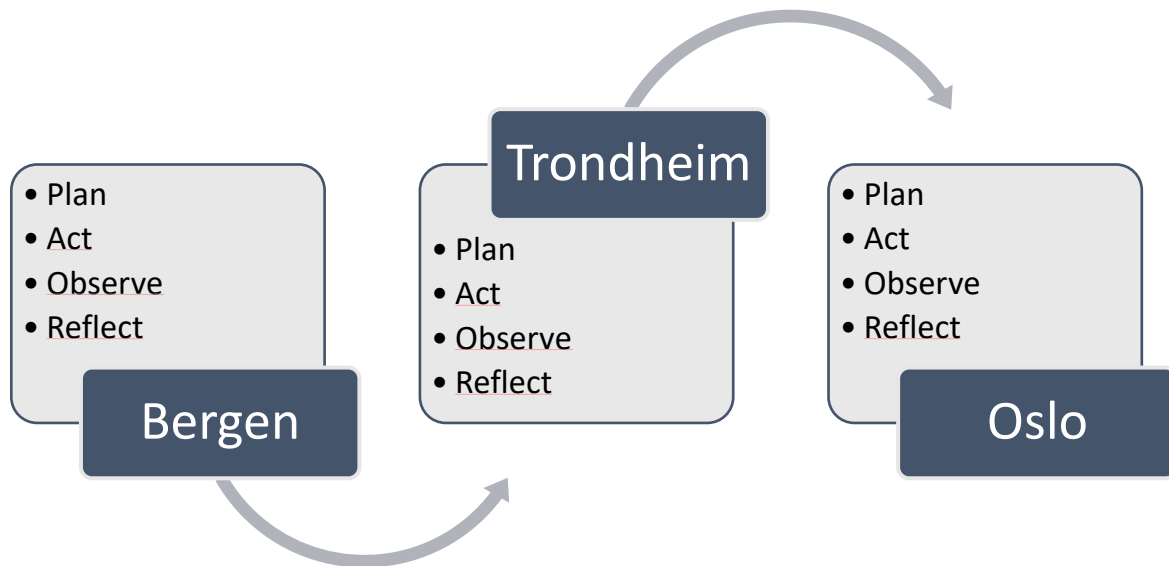 • Plan
• Act
• Observe
• Reflect
Bergen
Trondheim
• Plan
• Act
• Observe
• Reflect
• Plan
• Act
• Observe
• Reflect
Oslo